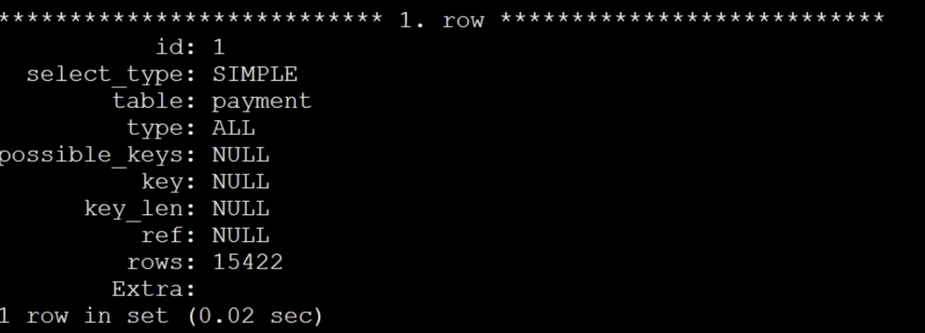 *************************** 1. row ***************************
id: 1
select_type: SIMPLE
table: payment
type: ALL
possible_keys: NULL
key: NULL
key_len: NULL
ref: NULL
rows: 15422
Extra:
1 row in set (0.02 sec)